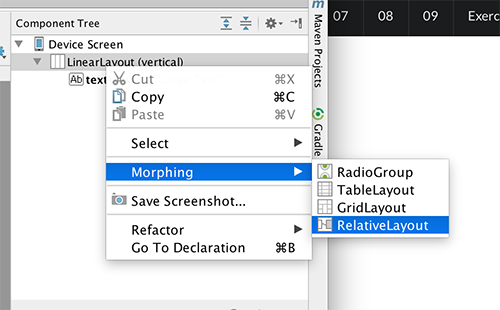 Component Tree
Device Screen
LinearLayout (vertical)
Ab text
Cut ⌘X
Copy ⌘C
Paste ⌘V
Select
Morphing
Save Screenshot...
Refactor
Go To Declaration ⌘B
RadioGroup
TableLayout
GridLayout
RelativeLayout
m Maven Projects
Gradle
07 08 09 Exerc